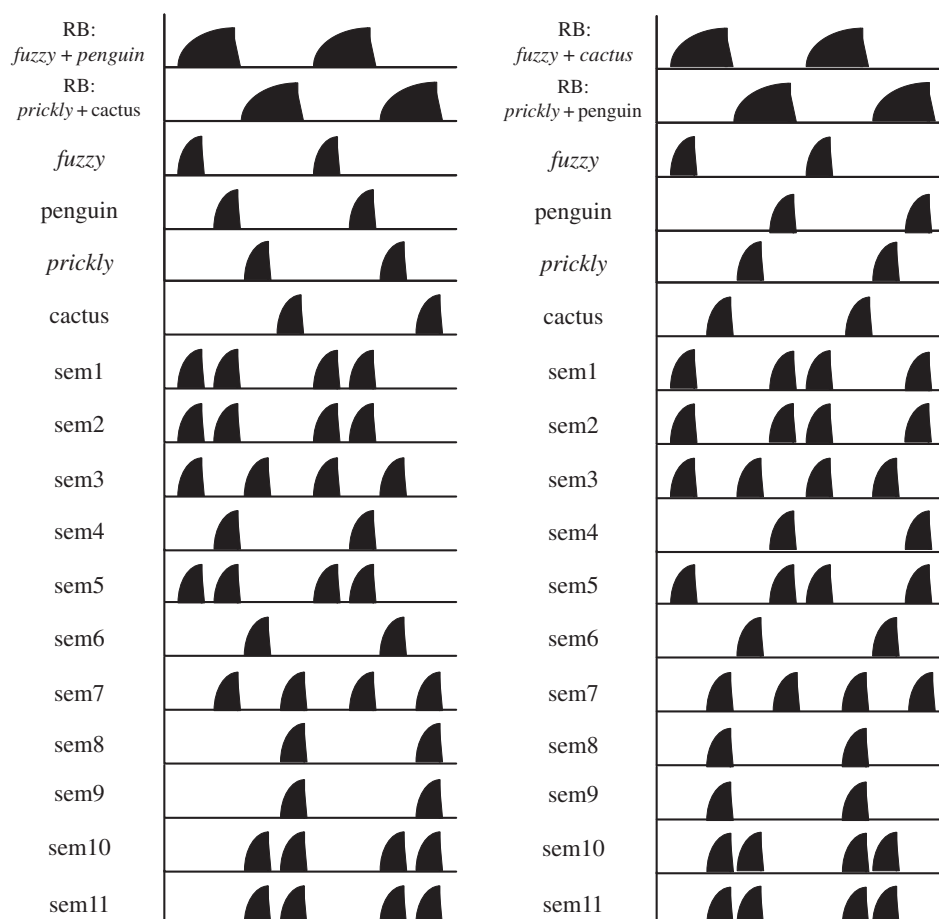 RB:
fuzzy + penguin
RB:
prickly + cactus
fuzzy
penguin
prickly
cactus
sem1
sem2
sem3
sem4
sem5
sem6
sem7
sem8
sem9
sem10
sem11
RB:
fuzzy + cactus
RB:
prickly + penguin
fuzzy
penguin
prickly
cactus
sem1
sem2
sem3
sem4
sem5
sem6
sem7
sem8
sem9
sem10
sem11